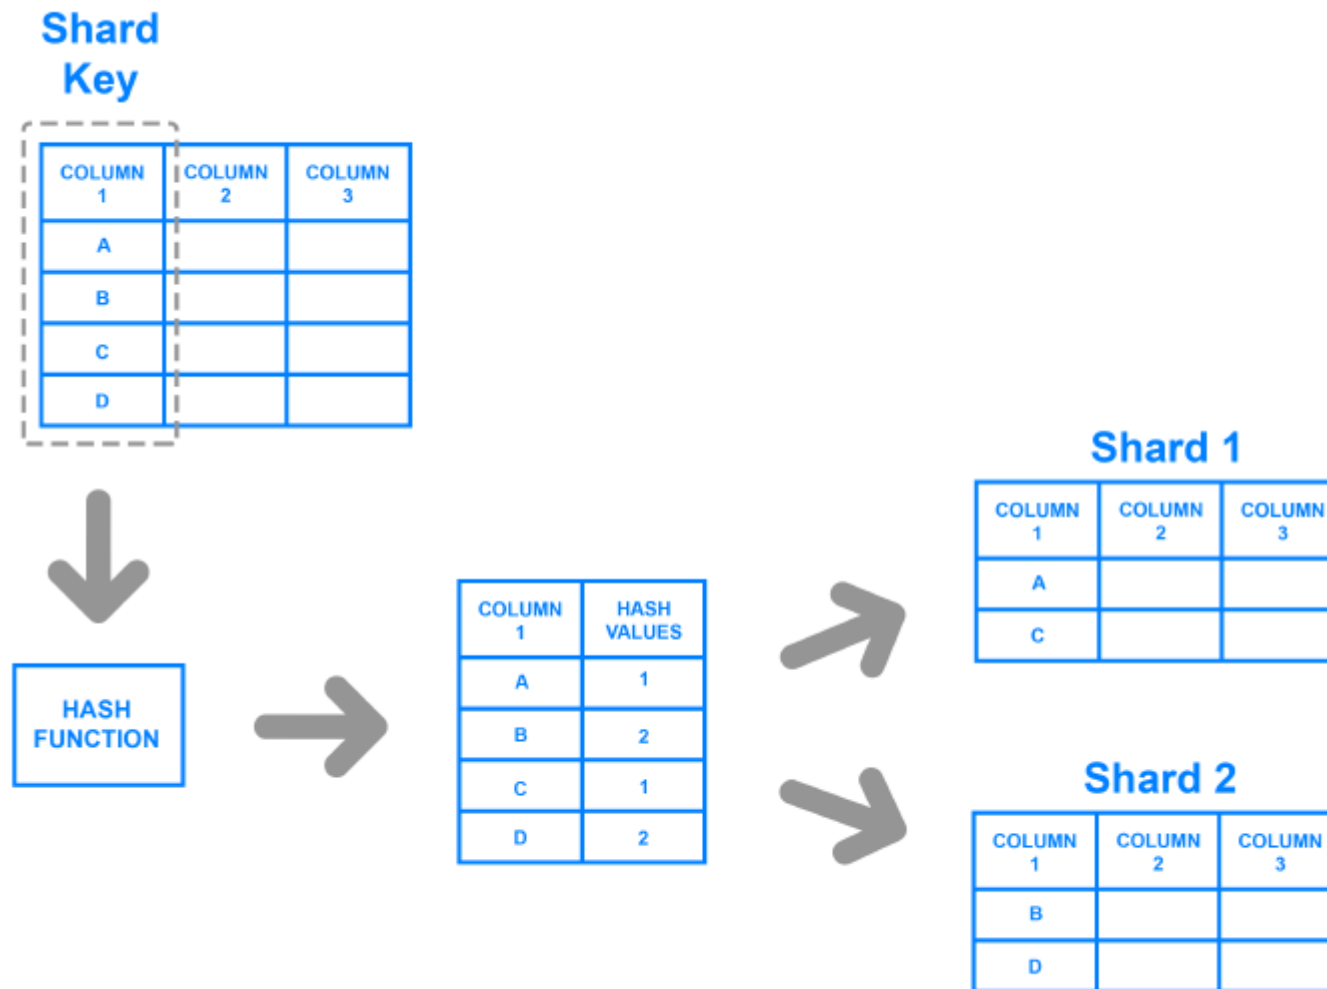 Shard
Key
COLUMN COLUMN COLUMN
1 2 3
A
B
C
D
HASH
FUNCTION
COLUMN HASH
1 VALUES
A 1
B 2
C 1
D 2
Shard 1
COLUMN COLUMN COLUMN
1 2 3
A
C
Shard 2
COLUMN COLUMN COLUMN
1 2 3
B
D